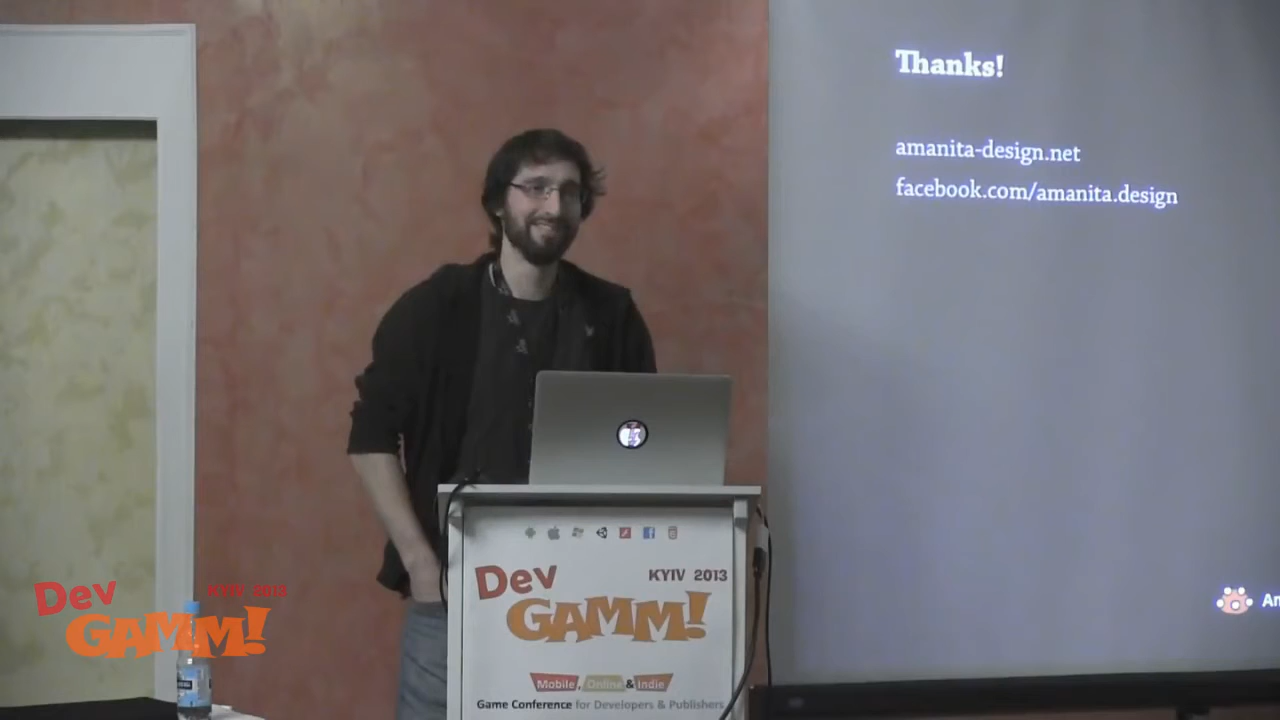 Thanks!
amanita-design.net
facebook.com/amanita.design
An
Dev
KYIV 2013
GAMM!
Mobile, Online & Indie
Game Conference for Developers & Publishers
Dev
KYIV 2013
GAMM!